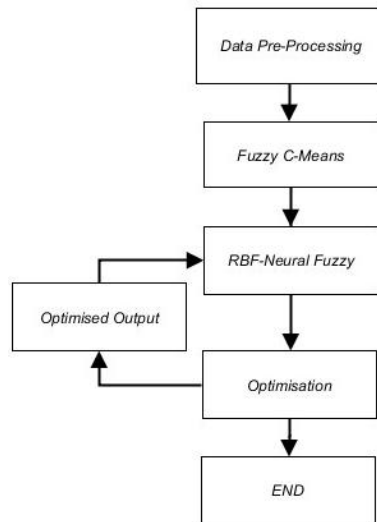 Data Pre-Processing
Fuzzy C-Means
RBF-Neural Fuzzy
Optimised Output
Optimisation
END